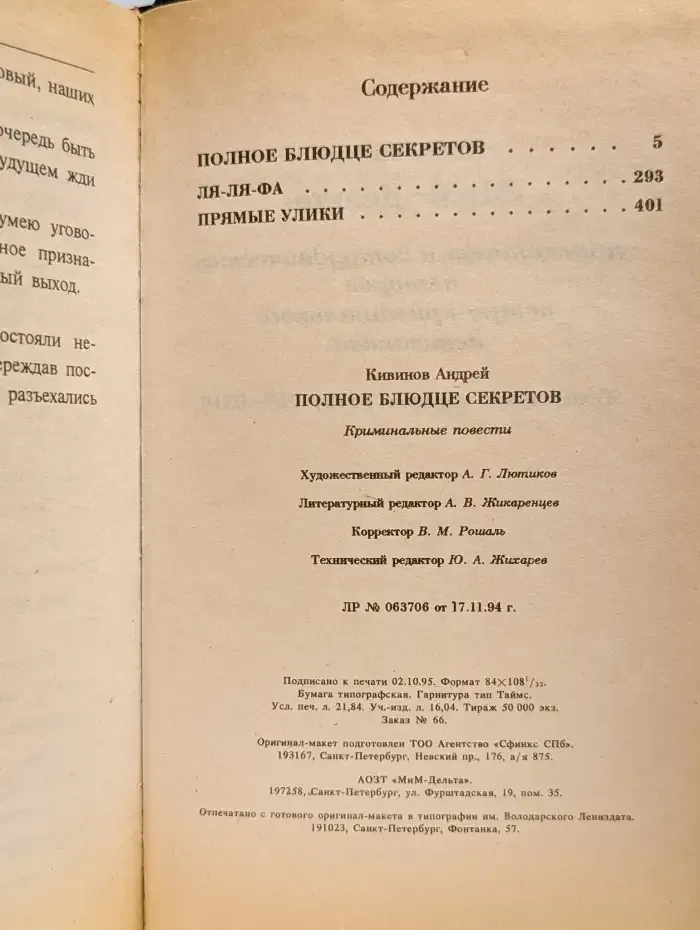 овый, наших
очередь быть
удущем жди
умею угово-
ное призна-
ый выход.
остояли не-
ереждав пос-
разъехались
Содержание
ПОЛНОЕ БЛЮДЦЕ СЕКРЕТОВ . . . . . . 5
ЛЯ-ЛЯ-ФА . . . . . . . . . . . . . . . . . 293
ПРЯМЫЕ УЛИКИ . . . . . . . . . . . . . . 401
Кивинов Андрей
ПОЛНОЕ БЛЮДЦЕ СЕКРЕТОВ
Криминальные повести
Художественный редактор А. Г. Лютиков
Литературный редактор А. В. Жикаренцев
Корректор В. М. Рошаль
Технический редактор Ю. А. Жихарев
ЛР № 063706 от 17.11.94 г.
Подписано к печати 02.10.95. Формат 84×108¹/₃₂.
Бумага типографская. Гарнитура тип Таймс.
Усл. печ. л. 21,84. Уч.-изд. л. 16,04. Тираж 50 000 экз.
Заказ № 66.
Оригинал-макет подготовлен ТОО Агентство «Сфинкс СПб».
193167, Санкт-Петербург, Невский пр., 176, а/я 875.
АОЗТ «МиМ-Дельта».
197258, Санкт-Петербург, ул. Фурштадская, 19, пом. 35.
Отпечатано с готового оригинал-макета в типографии им. Володарского Лениздата.
191023, Санкт-Петербург, Фонтанка, 57.